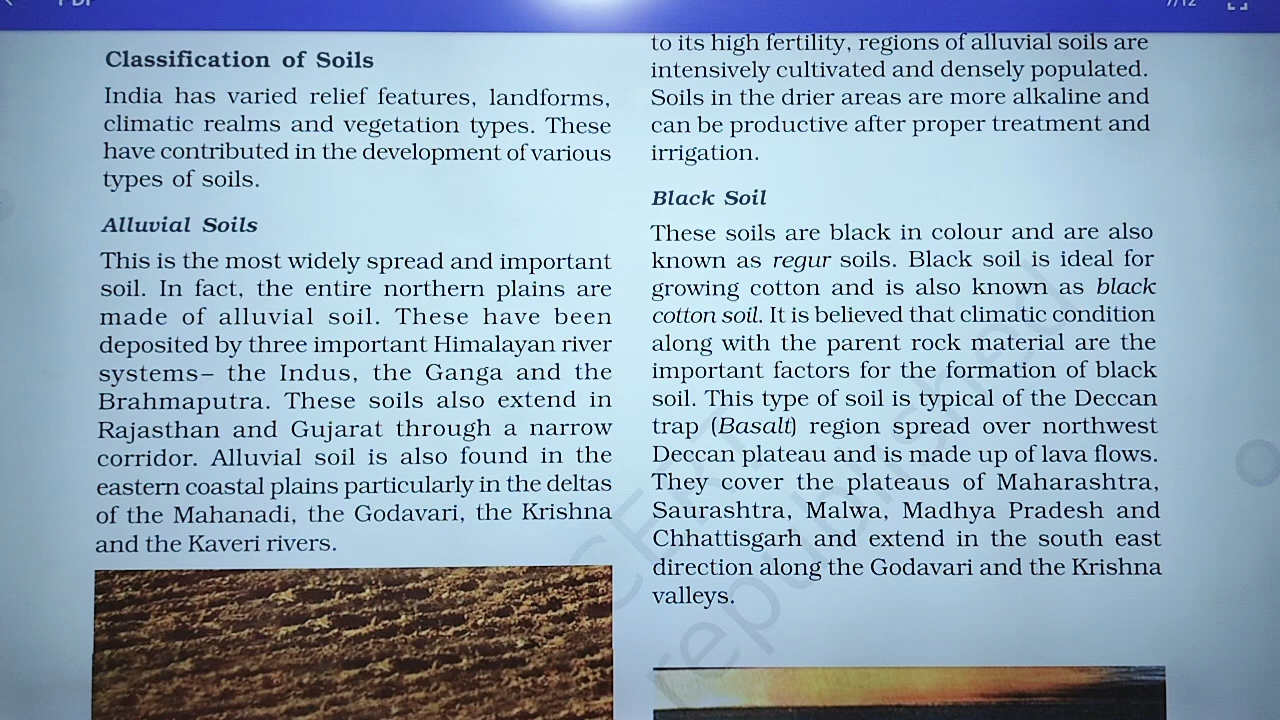 Classification of Soils
India has varied relief features, landforms,
climatic realms and vegetation types. These
have contributed in the development of various
types of soils.
Alluvial Soils
This is the most widely spread and important
soil. In fact, the entire northern plains are
made of alluvial soil. These have been
deposited by three important Himalayan river
systems– the Indus, the Ganga and the
Brahmaputra. These soils also extend in
Rajasthan and Gujarat through a narrow
corridor. Alluvial soil is also found in the
eastern coastal plains particularly in the deltas
of the Mahanadi, the Godavari, the Krishna
and the Kaveri rivers.
to its high fertility, regions of alluvial soils are
intensively cultivated and densely populated.
Soils in the drier areas are more alkaline and
can be productive after proper treatment and
irrigation.
Black Soil
These soils are black in colour and are also
known as regur soils. Black soil is ideal for
growing cotton and is also known as black
cotton soil. It is believed that climatic condition
along with the parent rock material are the
important factors for the formation of black
soil. This type of soil is typical of the Deccan
trap (Basalt) region spread over northwest
Deccan plateau and is made up of lava flows.
They cover the plateaus of Maharashtra,
Saurashtra, Malwa, Madhya Pradesh and
Chhattisgarh and extend in the south east
direction along the Godavari and the Krishna
valleys.
republished